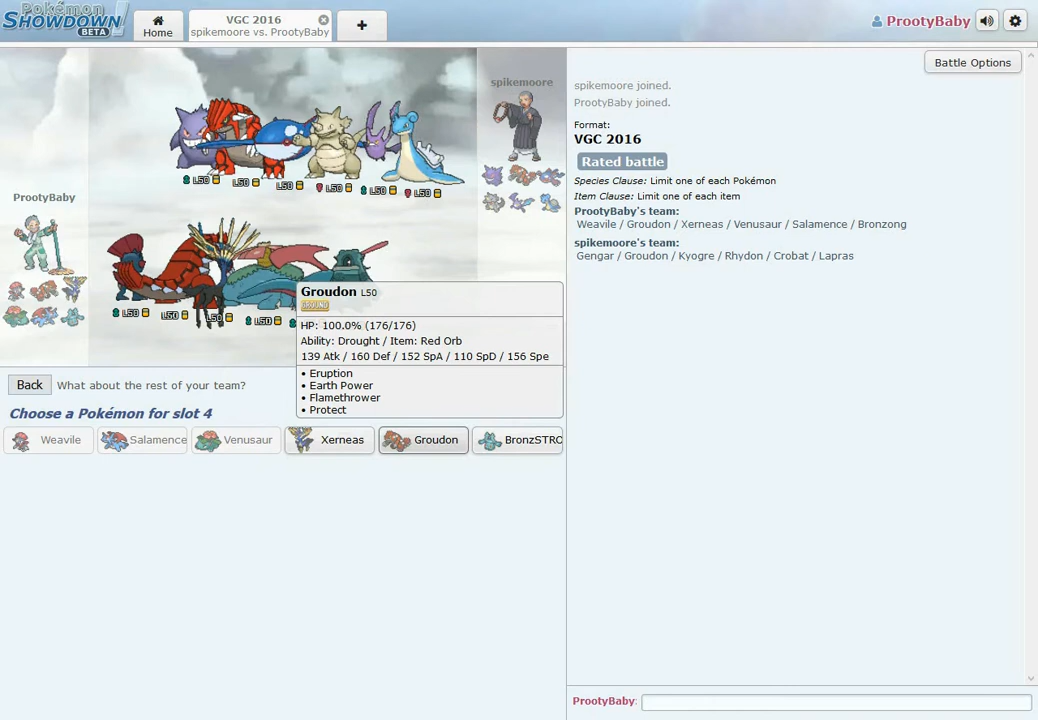 Pokémon
SHOWDOWN!
BETA
Home
VGC 2016
spikemoore vs. ProotyBaby
+
ProotyBaby
Battle Options
spikemoore
spikemoore joined.
ProotyBaby joined.
Format:
VGC 2016
Rated battle
Species Clause: Limit one of each Pokémon
Item Clause: Limit one of each item
ProotyBaby's team:
Weavile / Groudon / Xerneas / Venusaur / Salamence / Bronzong
spikemoore's team:
Gengar / Groudon / Kyogre / Rhydon / Crobat / Lapras
L50 L50 L50 L50 L50 L50
ProotyBaby
L50 L50 L50 L50
Groudon L50
GROUND
HP: 100.0% (176/176)
Ability: Drought / Item: Red Orb
139 Atk / 160 Def / 152 SpA / 110 SpD / 156 Spe
• Eruption
• Earth Power
• Flamethrower
• Protect
Back What about the rest of your team?
Choose a Pokémon for slot 4
Weavile Salamence Venusaur Xerneas Groudon BronzSTRO
ProotyBaby: